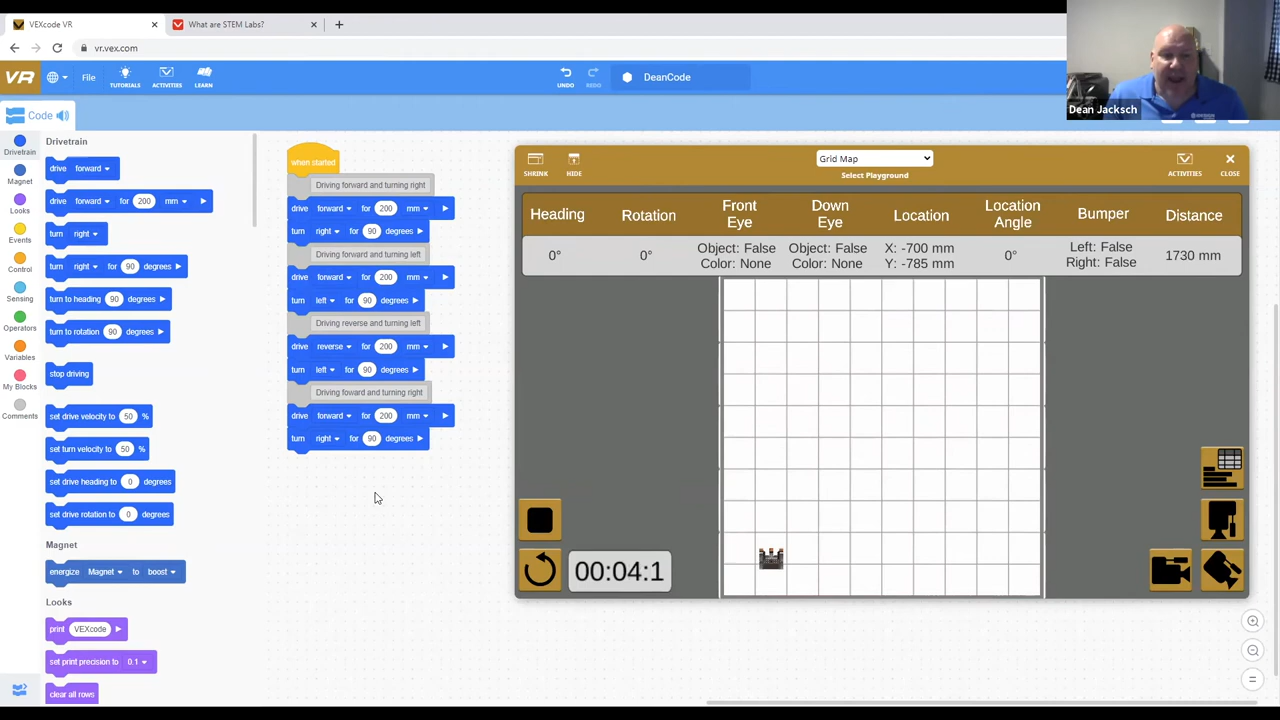 VEXcode VR
What are STEM Labs?
vr.vex.com
Dean Jacksch
VR
File
TUTORIALS
ACTIVITIES
LEARN
UNDO
REDO
DeanCode
Code
Drivetrain
Magnet
Looks
Events
Control
Sensing
Operators
Variables
My Blocks
Comments
Drivetrain
drive forward
drive forward for 200 mm
turn right
turn right for 90 degrees
turn to heading 90 degrees
turn to rotation 90 degrees
stop driving
set drive velocity to 50 %
set turn velocity to 50 %
set drive heading to 0 degrees
set drive rotation to 0 degrees
Magnet
energize Magnet to boost
Looks
print VEXcode
set print precision to 0.1
clear all rows
when started
Driving forward and turning right
drive forward for 200 mm
turn right for 90 degrees
Driving forward and turning left
drive forward for 200 mm
turn left for 90 degrees
Driving reverse and turning left
drive reverse for 200 mm
turn left for 90 degrees
Driving foward and turning right
drive forward for 200 mm
turn right for 90 degrees
SHRINK
HIDE
Grid Map
Select Playground
ACTIVITIES
CLOSE
Heading
Rotation
Front
Eye
Down
Eye
Location
Location
Angle
Bumper
Distance
0°
0°
Object: False
Color: None
Object: False
Color: None
X: -700 mm
Y: -785 mm
0°
Left: False
Right: False
1730 mm
00:04:1